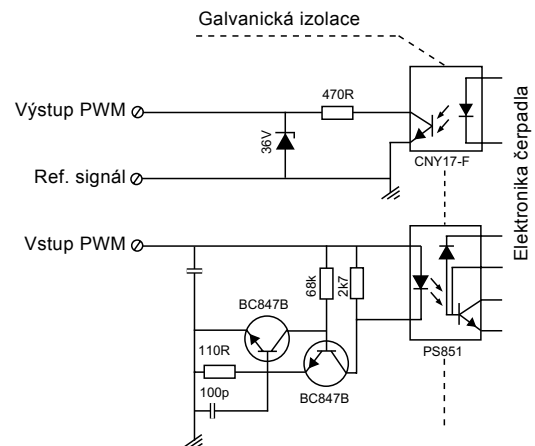 Galvanická izolace
470R
Výstup PWM
36V
CNY17-F
Ref. signál
Elektronika čerpadla
Vstup PWM
68k
2k7
BC847B
110R
PS851
100p
BC847B